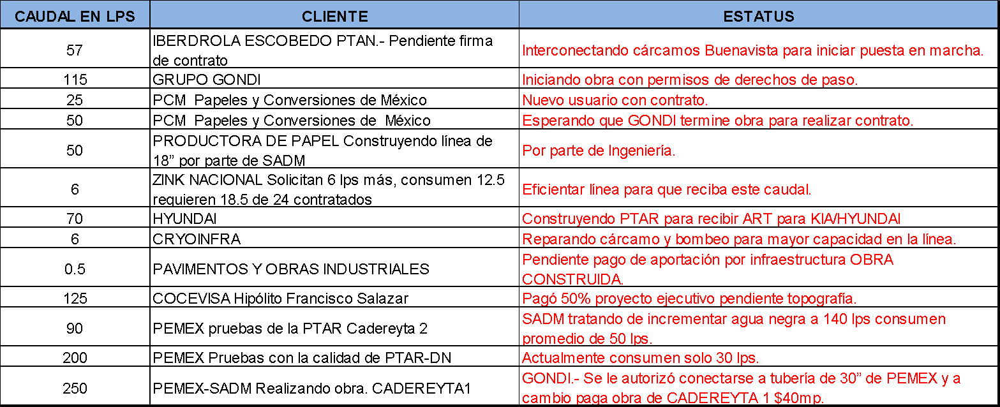 CAUDAL EN LPS CLIENTE ESTATUS
57 IBERDROLA ESCOBEDO PTAN.- Pendiente firma
de contrato Interconectando cárcamos Buenavista para iniciar puesta en marcha.
115 GRUPO GONDI Iniciando obra con permisos de derechos de paso.
25 PCM Papeles y Conversiones de México Nuevo usuario con contrato.
50 PCM Papeles y Conversiones de México Esperando que GONDI termine obra para realizar contrato.
50 PRODUCTORA DE PAPEL Construyendo línea de
18” por parte de SADM Por parte de Ingeniería.
6 ZINK NACIONAL Solicitan 6 lps más, consumen 12.5
requieren 18.5 de 24 contratados Eficientar línea para que reciba este caudal.
70 HYUNDAI Construyendo PTAR para recibir ART para KIA/HYUNDAI
6 CRYOINFRA Reparando cárcamo y bombeo para mayor capacidad en la línea.
0.5 PAVIMENTOS Y OBRAS INDUSTRIALES Pendiente pago de aportación por infraestructura OBRA
CONSTRUIDA.
125 COCEVISA Hipólito Francisco Salazar Pagó 50% proyecto ejecutivo pendiente topografía.
90 PEMEX pruebas de la PTAR Cadereyta 2 SADM tratando de incrementar agua negra a 140 lps consumen
promedio de 50 lps.
200 PEMEX Pruebas con la calidad de PTAR-DN Actualmente consumen solo 30 lps.
250 PEMEX-SADM Realizando obra. CADEREYTA1 GONDI.- Se le autorizó conectarse a tubería de 30” de PEMEX y a
cambio paga obra de CADEREYTA 1 $40mp.